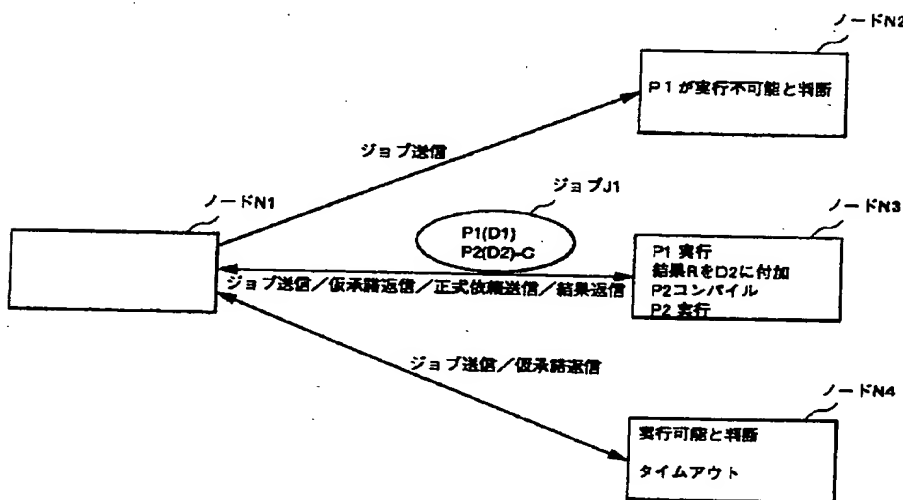 ノードN2
P1が実行不可能と判断
ジョブ送信
ノードN1
ジョブJ1
P1(D1)
P2(D2)-C
ノードN3
P1 実行
結果RをD2に付加
P2コンパイル
P2 実行
ジョブ送信/仮承諾返信/正式依頼送信/結果返信
ジョブ送信/仮承諾返信
ノードN4
実行可能と判断
タイムアウト